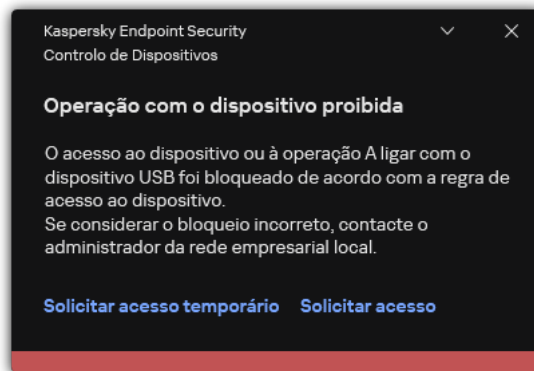 Kaspersky Endpoint Security
Controlo de Dispositivos
Operação com o dispositivo proibida
O acesso ao dispositivo ou à operação A ligar com o
dispositivo USB foi bloqueado de acordo com a regra de
acesso ao dispositivo.
Se considerar o bloqueio incorreto, contacte o
administrador da rede empresarial local.
Solicitar acesso temporário Solicitar acesso